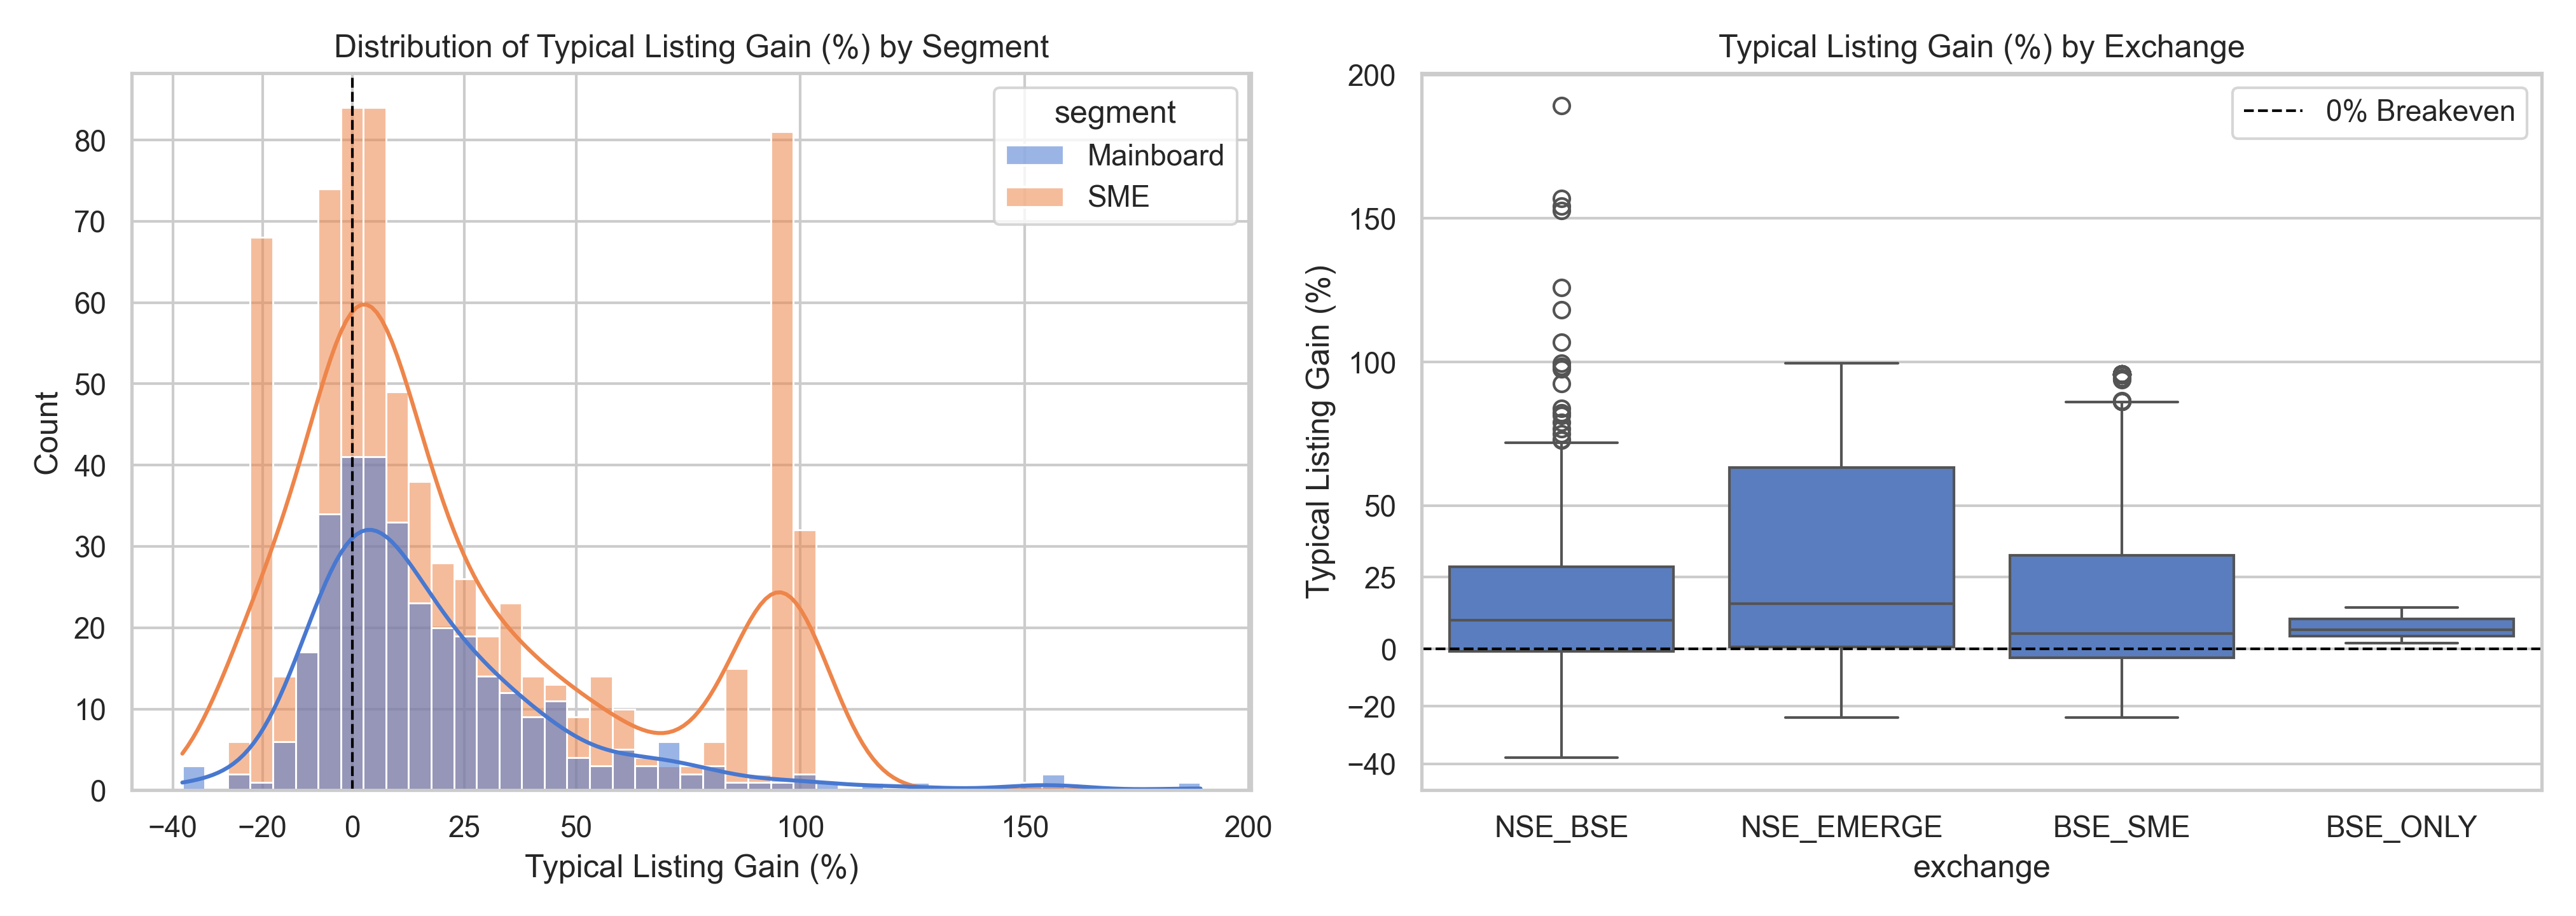 Distribution of Typical Listing Gain (%) by Segment
segment
Mainboard
SME
Count
80
70
60
50
40
30
20
10
0
−40 −20 0 25 50 100 150 200
Typical Listing Gain (%)
Typical Listing Gain (%) by Exchange
0% Breakeven
Typical Listing Gain (%)
200
150
100
50
25
0
−20
−40
NSE_BSE NSE_EMERGE BSE_SME BSE_ONLY
exchange